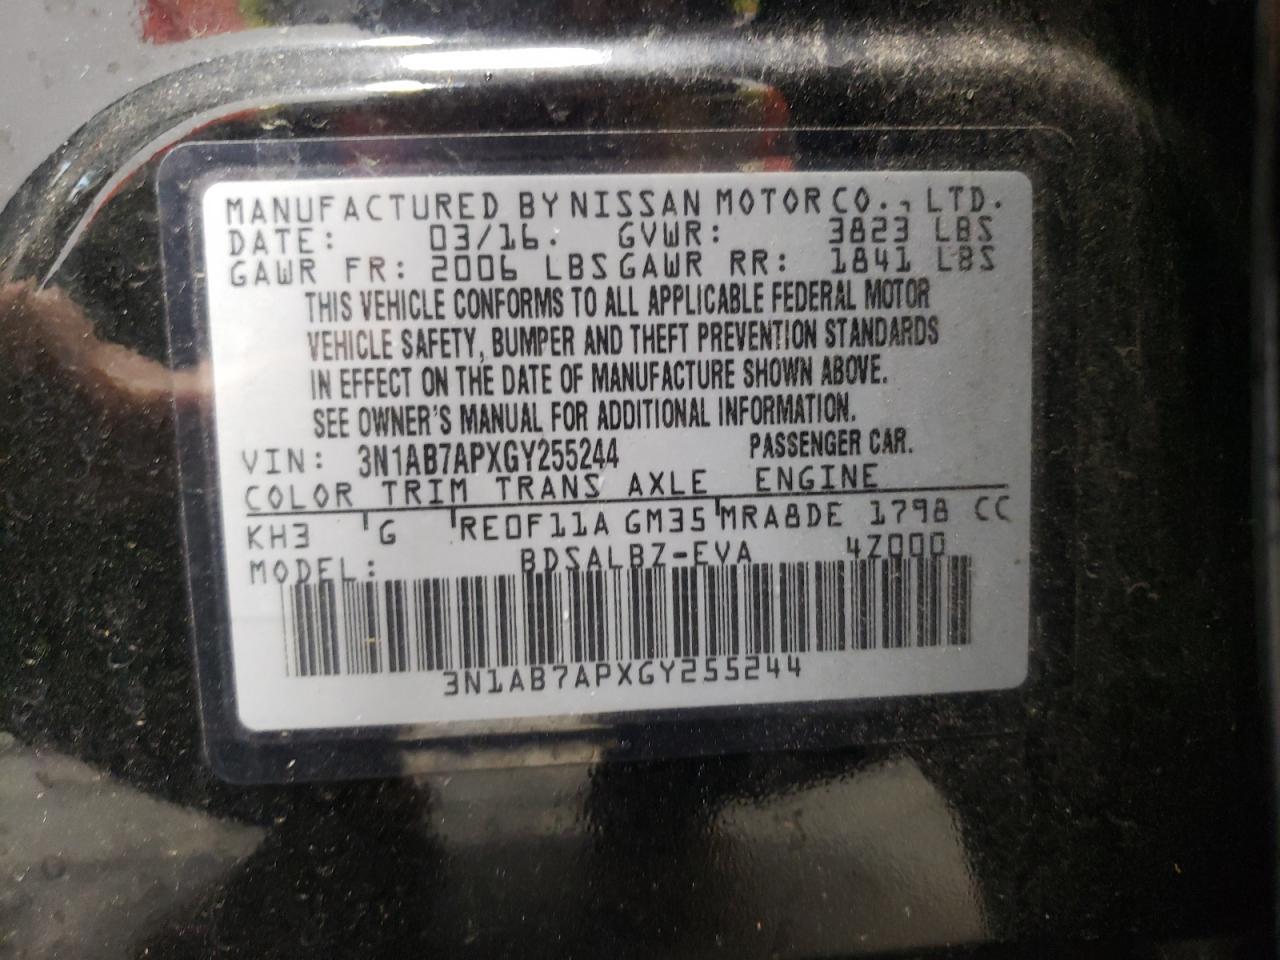 MANUFACTURED BY NISSAN MOTOR CO., LTD.
DATE: 03/16. GVWR: 3823 LBS
GAWR FR: 2006 LBS GAWR RR: 1841 LBS
THIS VEHICLE CONFORMS TO ALL APPLICABLE FEDERAL MOTOR
VEHICLE SAFETY, BUMPER AND THEFT PREVENTION STANDARDS
IN EFFECT ON THE DATE OF MANUFACTURE SHOWN ABOVE.
SEE OWNER'S MANUAL FOR ADDITIONAL INFORMATION.
VIN: 3N1AB7APXGY255244 PASSENGER CAR.
COLOR TRIM TRANS AXLE ENGINE
KH3 G RE0F11A GM35 MRA8DE 1798 CC
MODEL: BDSALBZ-EVA 4Z000
3N1AB7APXGY255244